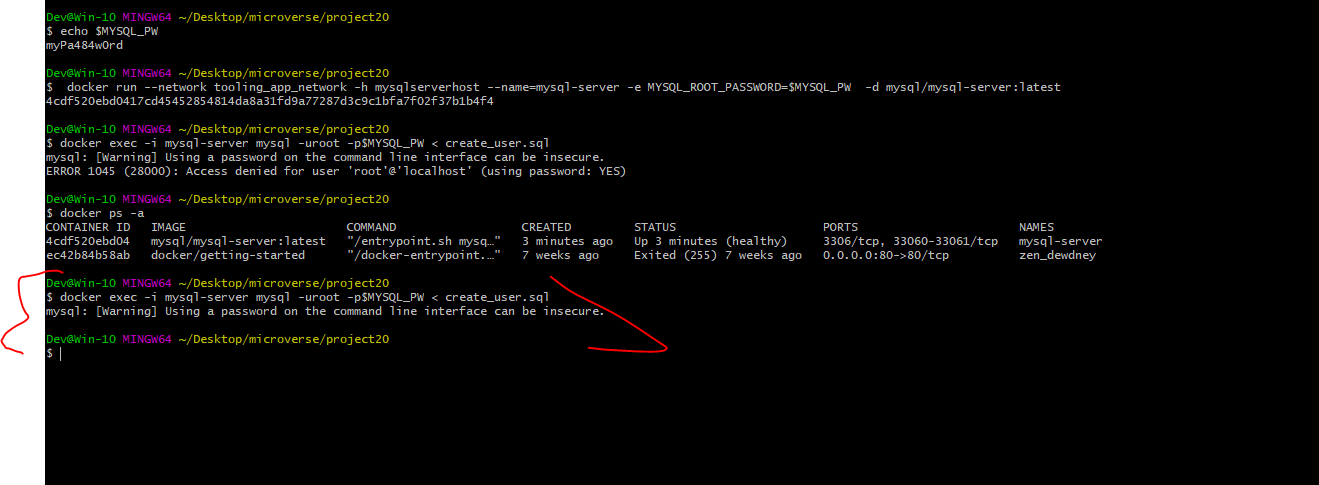 Dev@Win-10 MINGW64 ~/Desktop/microverse/project20
$ echo $MYSQL_PW
myPa484w0rd
Dev@Win-10 MINGW64 ~/Desktop/microverse/project20
$  docker run --network tooling_app_network -h mysqlserverhost --name=mysql-server -e MYSQL_ROOT_PASSWORD=$MYSQL_PW  -d mysql/mysql-server:latest
4cdf520ebd0417cd45452854814da8a31fd9a77287d3c9c1bfa7f02f37b1b4f4
Dev@Win-10 MINGW64 ~/Desktop/microverse/project20
$ docker exec -i mysql-server mysql -uroot -p$MYSQL_PW < create_user.sql
mysql: [Warning] Using a password on the command line interface can be insecure.
ERROR 1045 (28000): Access denied for user 'root'@'localhost' (using password: YES)
Dev@Win-10 MINGW64 ~/Desktop/microverse/project20
$ docker ps -a
CONTAINER ID   IMAGE                       COMMAND                  CREATED         STATUS                     PORTS                       NAMES
4cdf520ebd04   mysql/mysql-server:latest   "/entrypoint.sh mysq…"   3 minutes ago   Up 3 minutes (healthy)     3306/tcp, 33060-33061/tcp   mysql-server
ec42b84b58ab   docker/getting-started      "/docker-entrypoint.…"   7 weeks ago     Exited (255) 7 weeks ago   0.0.0.0:80->80/tcp          zen_dewdney
Dev@Win-10 MINGW64 ~/Desktop/microverse/project20
$ docker exec -i mysql-server mysql -uroot -p$MYSQL_PW < create_user.sql
mysql: [Warning] Using a password on the command line interface can be insecure.
Dev@Win-10 MINGW64 ~/Desktop/microverse/project20
$